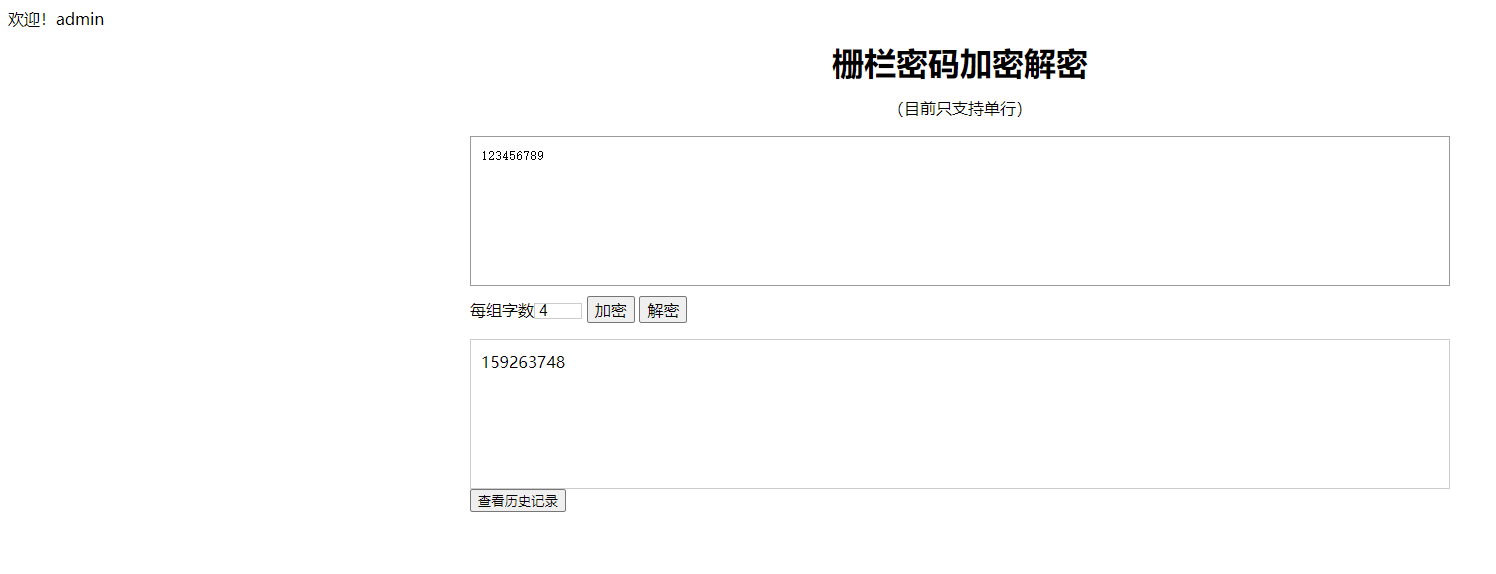 欢迎！admin
栅栏密码加密解密
（目前只支持单行）
123456789
每组字数 4 加密 解密
159263748
查看历史记录